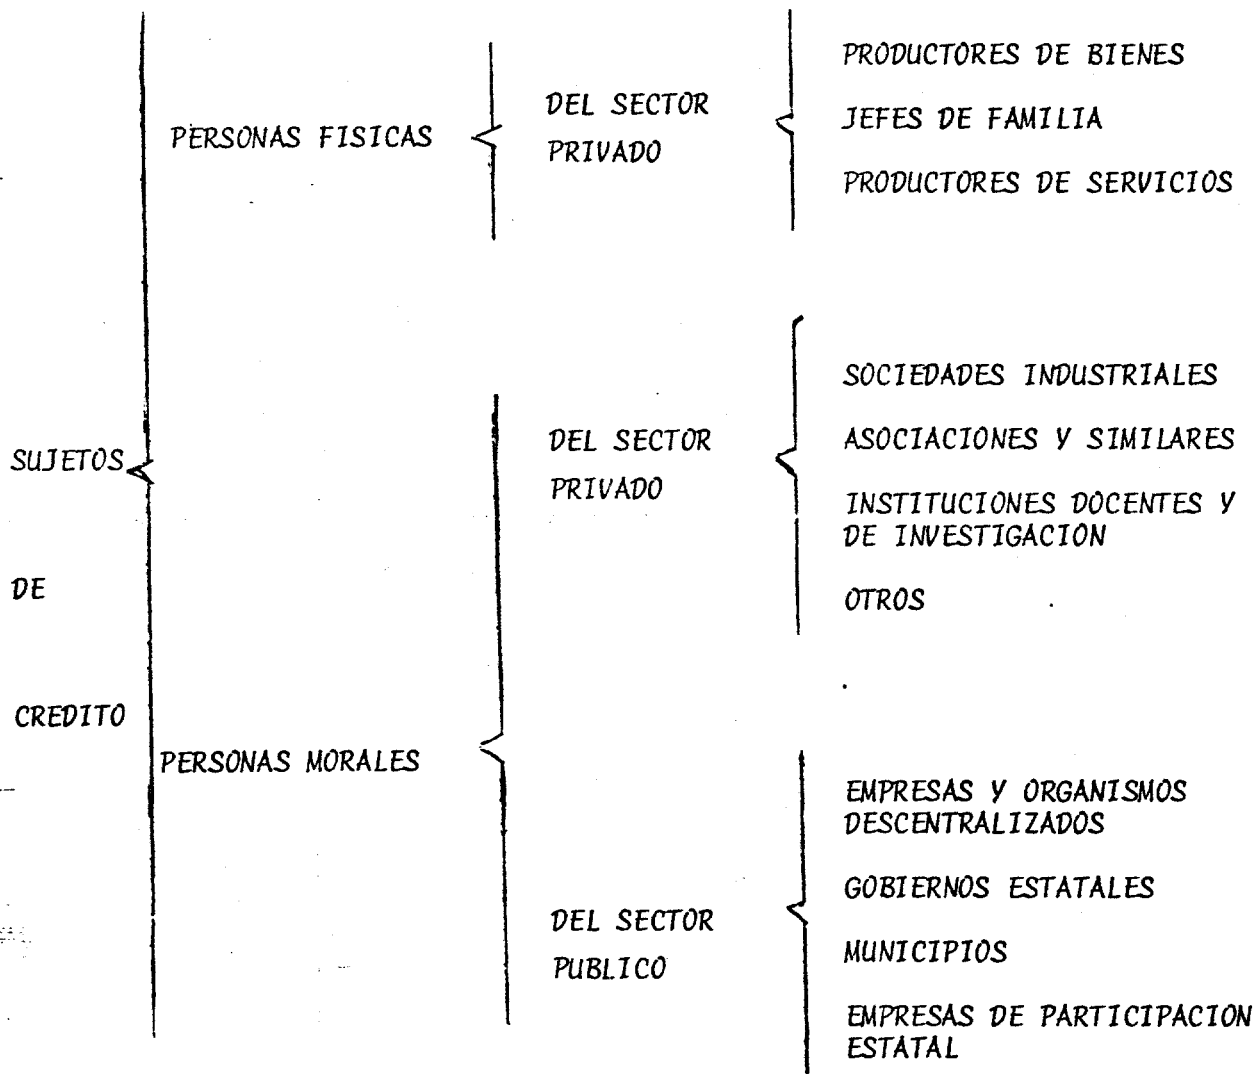 SUJETOS
DE
CREDITO
PERSONAS FISICAS
DEL SECTOR
PRIVADO
PRODUCTORES DE BIENES
JEFES DE FAMILIA
PRODUCTORES DE SERVICIOS
PERSONAS MORALES
DEL SECTOR
PRIVADO
SOCIEDADES INDUSTRIALES
ASOCIACIONES Y SIMILARES
INSTITUCIONES DOCENTES Y
DE INVESTIGACION
OTROS
DEL SECTOR
PUBLICO
EMPRESAS Y ORGANISMOS
DESCENTRALIZADOS
GOBIERNOS ESTATALES
MUNICIPIOS
EMPRESAS DE PARTICIPACION
ESTATAL